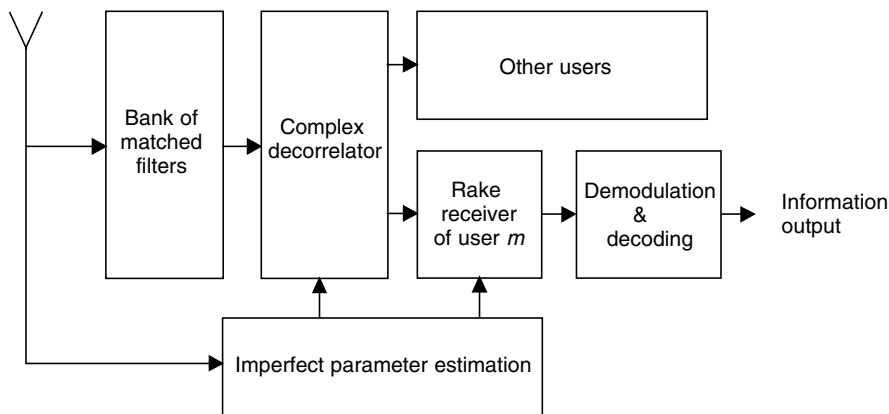 Bank of
matched
filters
Complex
decorrelator
Other users
Rake
receiver
of user m
Demodulation
&
decoding
Information
output
Imperfect parameter estimation